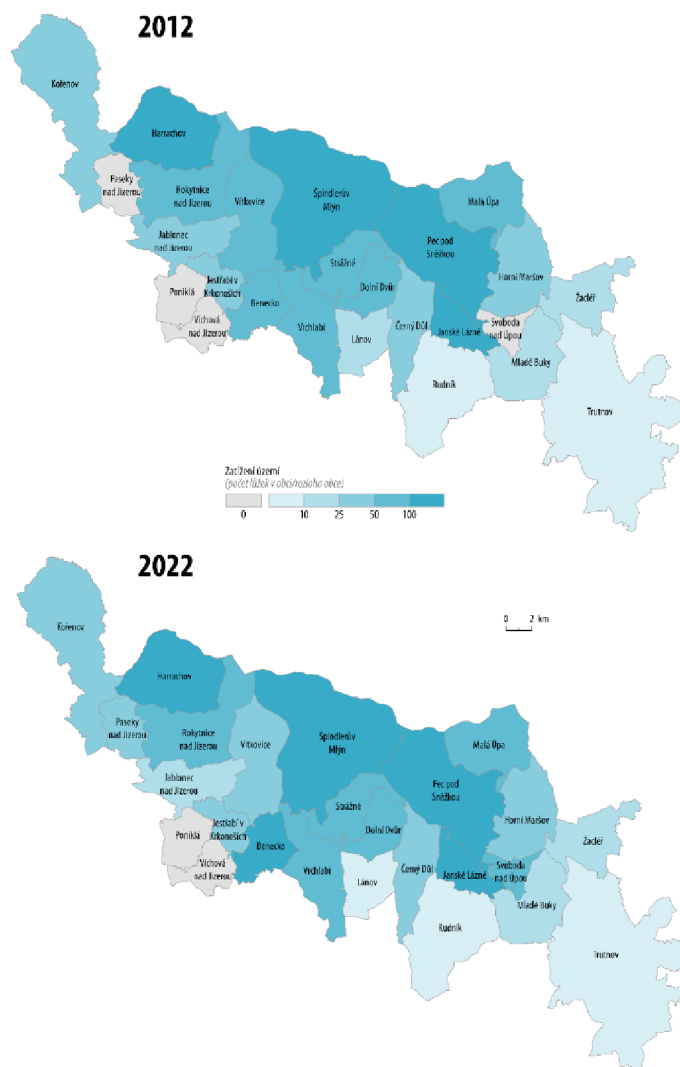 2012
Kořenov
Harrachov
Paseky
nad Jizerou
Rokytnice
nad Jizerou
Vítkovice
Špindlerův
Mlýn
Malá Úpa
Pec pod
Sněžkou
Jablonec
nad Jizerou
Strážné
Horní Maršov
Jestřabí v
Krkonoších
Dolní Dvůr
Žacléř
Poniklá
Benecko
Víchová
nad Jizerou
Vrchlabí
Černý Důl
Janské Lázně
Svoboda
nad Úpou
Lánov
Mladé Buky
Rudník
Trutnov
Zatížení území
(počet lůžek v obci/rozloha obce)
0 10 25 50 100
2022
Kořenov
0 2 km
Harrachov
Paseky
nad Jizerou
Rokytnice
nad Jizerou
Vítkovice
Špindlerův
Mlýn
Malá Úpa
Jablonec
nad Jizerou
Pec pod
Sněžkou
Strážné
Horní Maršov
Jestřabí v
Krkonoších
Dolní Dvůr
Poniklá
Benecko
Žacléř
Víchová
nad Jizerou
Vrchlabí
Černý Důl
Janské Lázně
Svoboda
nad Úpou
Lánov
Mladé Buky
Rudník
Trutnov